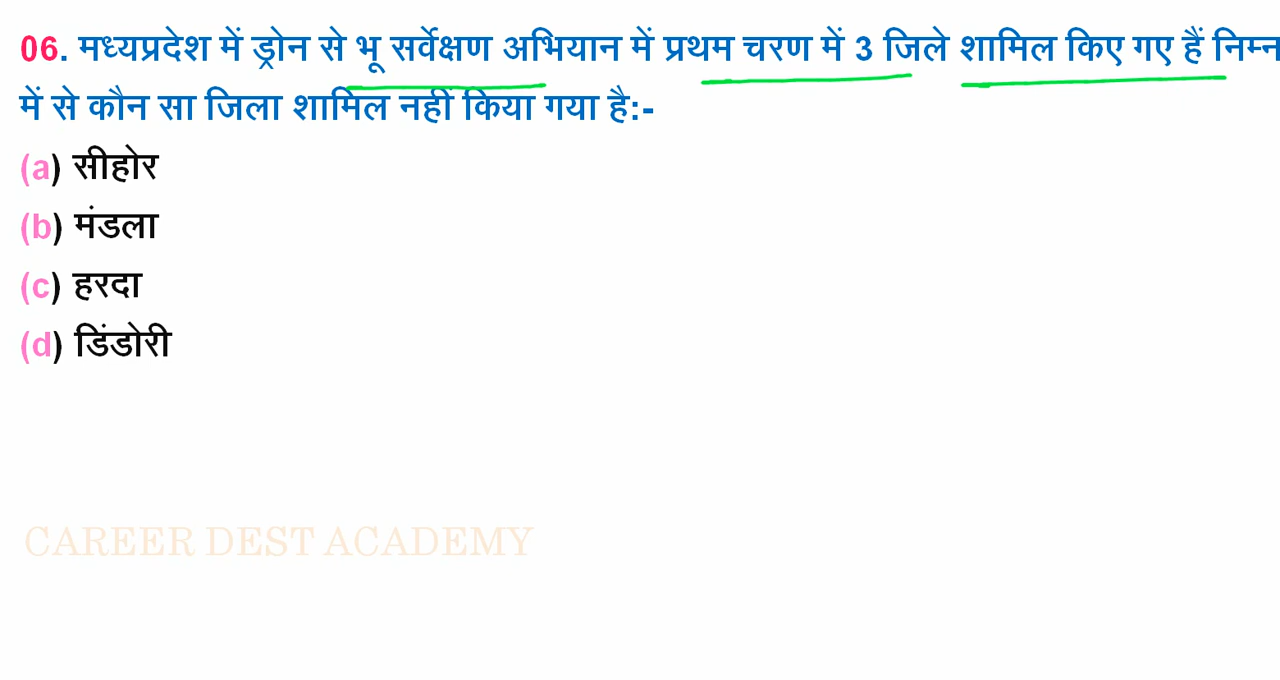 06. मध्यप्रदेश में ड्रोन से भू सर्वेक्षण अभियान में प्रथम चरण में 3 जिले शामिल किए गए हैं निम्न
में से कौन सा जिला शामिल नहीं किया गया है:-
(a) सीहोर
(b) मंडला
(c) हरदा
(d) डिंडोरी
CAREER DEST ACADEMY